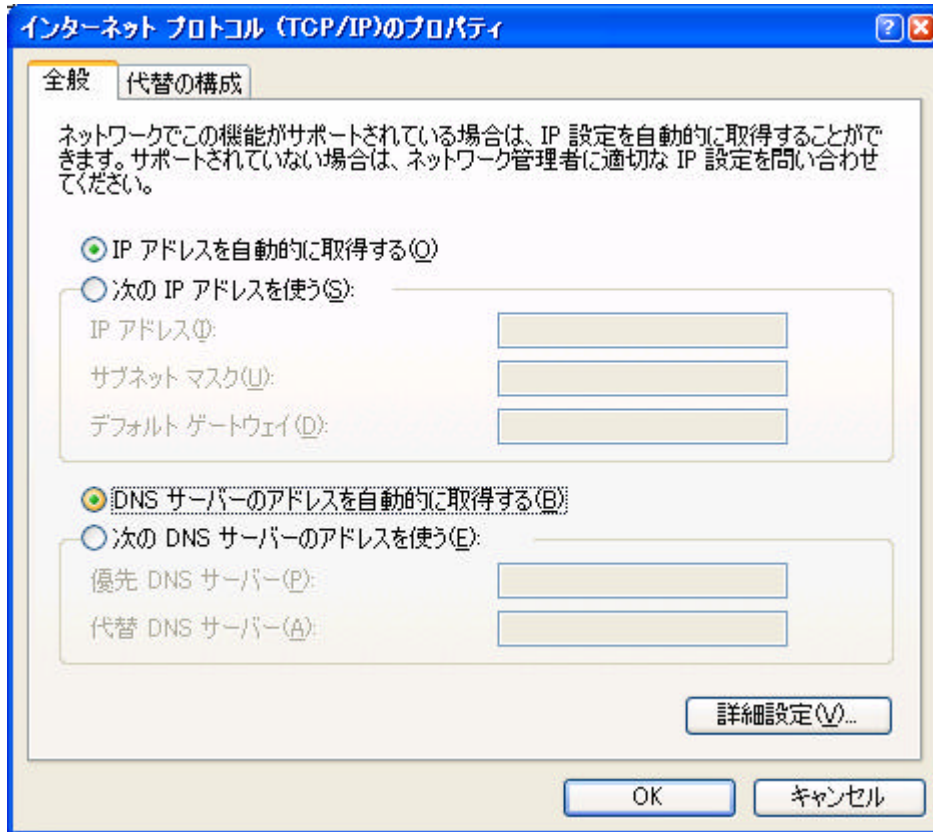 インターネット プロトコル (TCP/IP)のプロパティ
全般
代替の構成
ネットワークでこの機能がサポートされている場合は、IP 設定を自動的に取得することがで
きます。サポートされていない場合は、ネットワーク管理者に適切な IP 設定を問い合わせ
てください。
IP アドレスを自動的に取得する(O)
次の IP アドレスを使う(S):
IP アドレス(I):
サブネット マスク(U):
デフォルト ゲートウェイ(D):
DNS サーバーのアドレスを自動的に取得する(B)
次の DNS サーバーのアドレスを使う(E):
優先 DNS サーバー(P):
代替 DNS サーバー(A):
詳細設定(V)...
OK
キャンセル